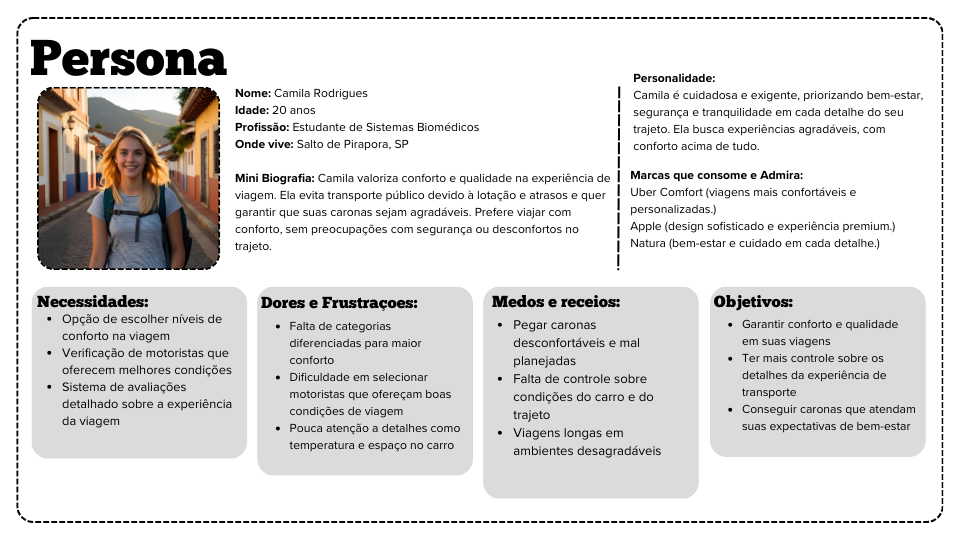 Persona
Nome: Camila Rodrigues
Idade: 20 anos
Profissão: Estudante de Sistemas Biomédicos
Onde vive: Salto de Pirapora, SP
Mini Biografia: Camila valoriza conforto e qualidade na experiência de
viagem. Ela evita transporte público devido à lotação e atrasos e quer
garantir que suas caronas sejam agradáveis. Prefere viajar com
conforto, sem preocupações com segurança ou desconfortos no
trajeto.
Personalidade:
Camila é cuidadosa e exigente, priorizando bem-estar,
segurança e tranquilidade em cada detalhe do seu
trajeto. Ela busca experiências agradáveis, com
conforto acima de tudo.
Marcas que consome e Admira:
Uber Comfort (viagens mais confortáveis e
personalizadas.)
Apple (design sofisticado e experiência premium.)
Natura (bem-estar e cuidado em cada detalhe.)
Necessidades:
• Opção de escolher níveis de
conforto na viagem
• Verificação de motoristas que
oferecem melhores condições
• Sistema de avaliações
detalhado sobre a experiência
da viagem
Dores e Frustraçoes:
• Falta de categorias
diferenciadas para maior
conforto
• Dificuldade em selecionar
motoristas que ofereçam boas
condições de viagem
• Pouca atenção a detalhes como
temperatura e espaço no carro
Medos e receios:
• Pegar caronas
desconfortáveis e mal
planejadas
• Falta de controle sobre
condições do carro e do
trajeto
• Viagens longas em
ambientes desagradáveis
Objetivos:
• Garantir conforto e qualidade
em suas viagens
• Ter mais controle sobre os
detalhes da experiência de
transporte
• Conseguir caronas que atendam
suas expectativas de bem-estar